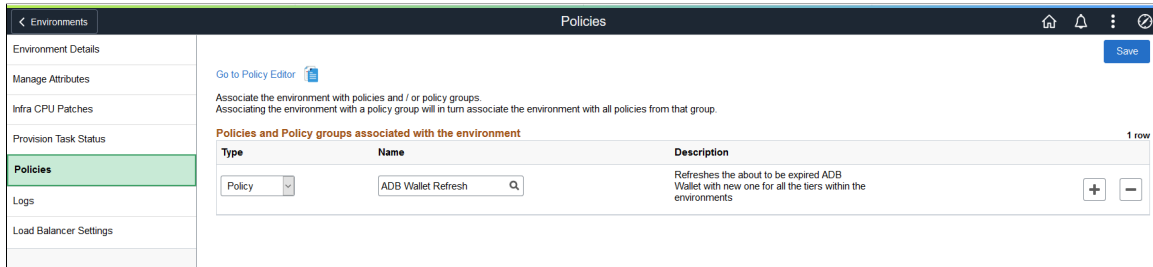 Environments
Policies
Environment Details
Manage Attributes
Infra CPU Patches
Provision Task Status
Policies
Logs
Load Balancer Settings
Save
Go to Policy Editor
Associate the environment with policies and / or policy groups.
Associating the environment with a policy group will in turn associate the environment with all policies from that group.
Policies and Policy groups associated with the environment
1 row
Type Name Description
Policy ADB Wallet Refresh
Refreshes the about to be expired ADB
Wallet with new one for all the tiers within the
environments